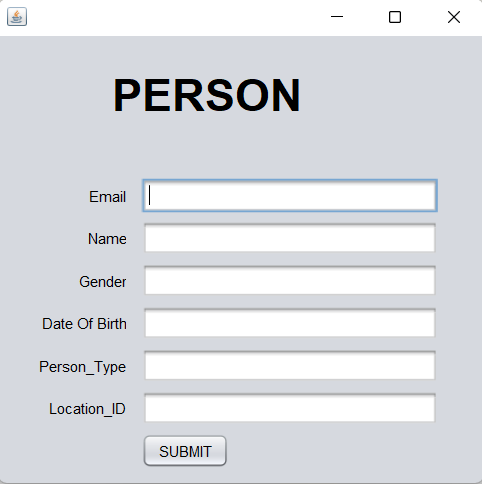 PERSON
Email
Name
Gender
Date Of Birth
Person_Type
Location_ID
SUBMIT